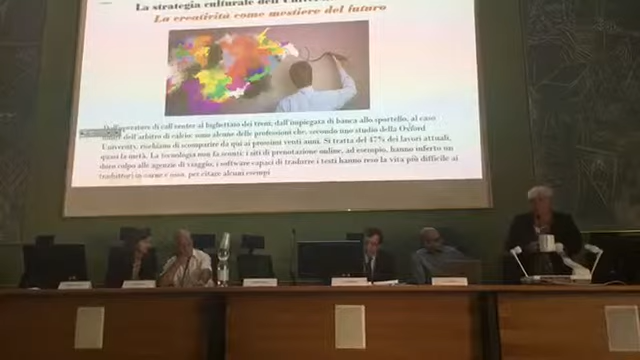 La strategia culturale dell'Univers
La creatività come mestiere del futuro
Dall'operatore di call center al bigliettaio dei treni, dall'impiegata di banca allo sportello, al caso
dell'arbitro di calcio: sono alcune delle professioni che, secondo uno studio della Oxford
University, rischiano di scomparire da qui ai prossimi venti anni. Si tratta del 47% dei lavori attuali,
quasi la metà. La tecnologia non fa sconti: i siti di prenotazione online, ad esempio, hanno inferto un
duro colpo alle agenzie di viaggio, i software capaci di tradurre i testi hanno reso la vita più difficile ai
traduttori in carne e ossa, per citare alcuni esempi